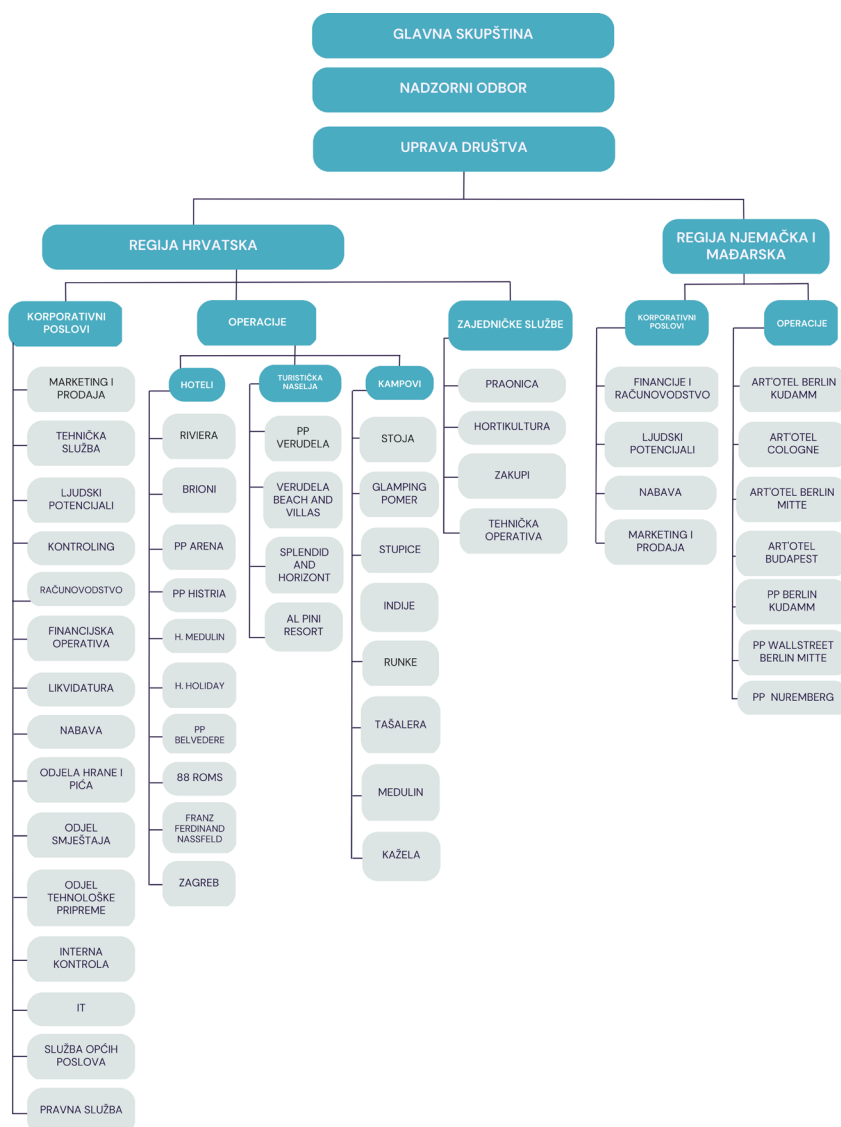 GLAVNA SKUPŠTINA
NADZORNI ODBOR
UPRAVA DRUŠTVA
REGIJA HRVATSKA
REGIJA NJEMAČKA I
MAĐARSKA
KORPORATIVNI
POSLOVI
OPERACIJE
ZAJEDNIČKE SLUŽBE
KORPORATIVNI
POSLOVI
OPERACIJE
MARKETING I
PRODAJA
TEHNIČKA
SLUŽBA
LJUDSKI
POTENCIJALI
KONTROLING
RAČUNOVODSTVO
FINANCIJSKA
OPERATIVA
LIKVIDATURA
NABAVA
ODJELA HRANE I
PIĆA
ODJEL
SMJEŠTAJA
ODJEL
TEHNOLOŠKE
PRIPREME
INTERNA
KONTROLA
IT
SLUŽBA OPĆIH
POSLOVA
PRAVNA SLUŽBA
HOTELI
RIVIERA
BRIONI
PP ARENA
PP HISTRIA
H. MEDULIN
H. HOLIDAY
PP
BELVEDERE
88 ROMS
FRANZ
FERDINAND
NASSFELD
ZAGREB
TURISTIČKA
NASELJA
PP
VERUDELA
VERUDELA
BEACH AND
VILLAS
SPLENDID
AND
HORIZONT
AL PINI
RESORT
KAMPOVI
STOJA
GLAMPING
POMER
STUPICE
INDIJE
RUNKE
TAŠALERA
MEDULIN
KAŽELA
PRAONICA
HORTIKULTURA
ZAKUPI
TEHNIČKA
OPERATIVA
FINANCIJE I
RAČUNOVODSTVO
LJUDSKI
POTENCIJALI
NABAVA
MARKETING I
PRODAJA
ART'OTEL BERLIN
KUDAMM
ART'OTEL
COLOGNE
ART'OTEL BERLIN
MITTE
ART'OTEL
BUDAPEST
PP BERLIN
KUDAMM
PP WALLSTREET
BERLIN MITTE
PP NUREMBERG